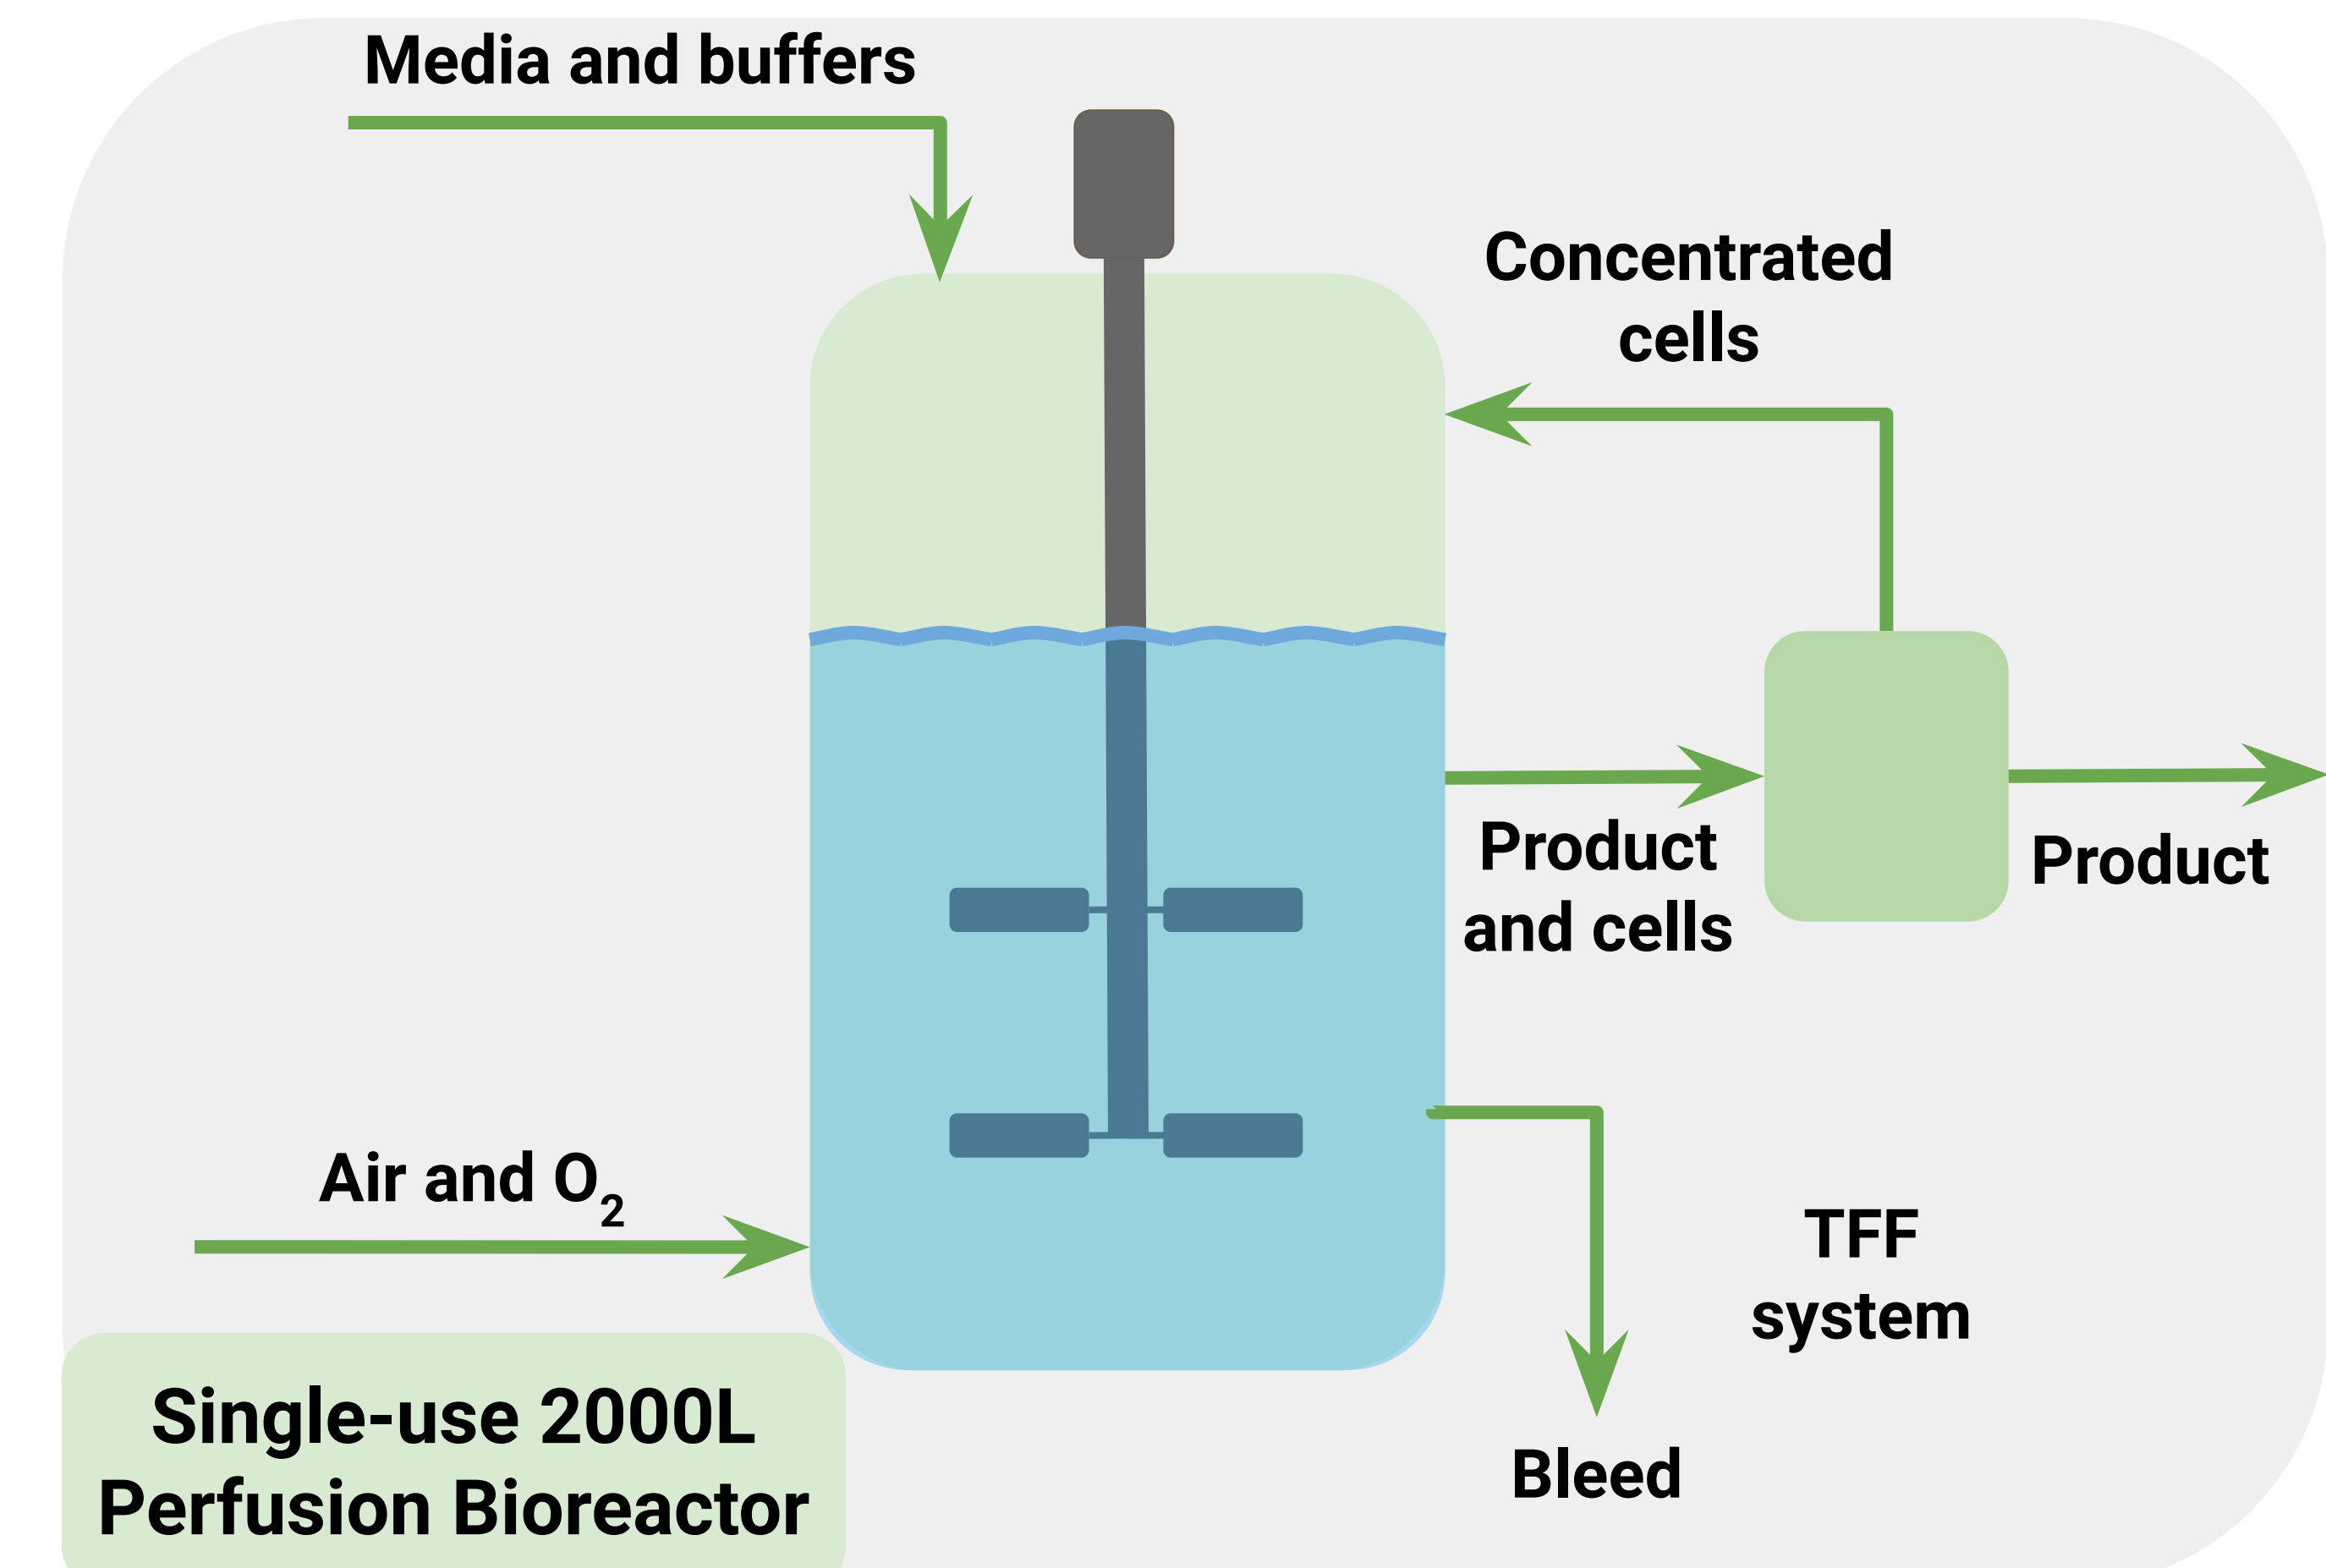 Media and buffers
Concentrated
cells
Product
and cells
Product
Air and O₂
TFF
system
Bleed
Single-use 2000L
Perfusion Bioreactor